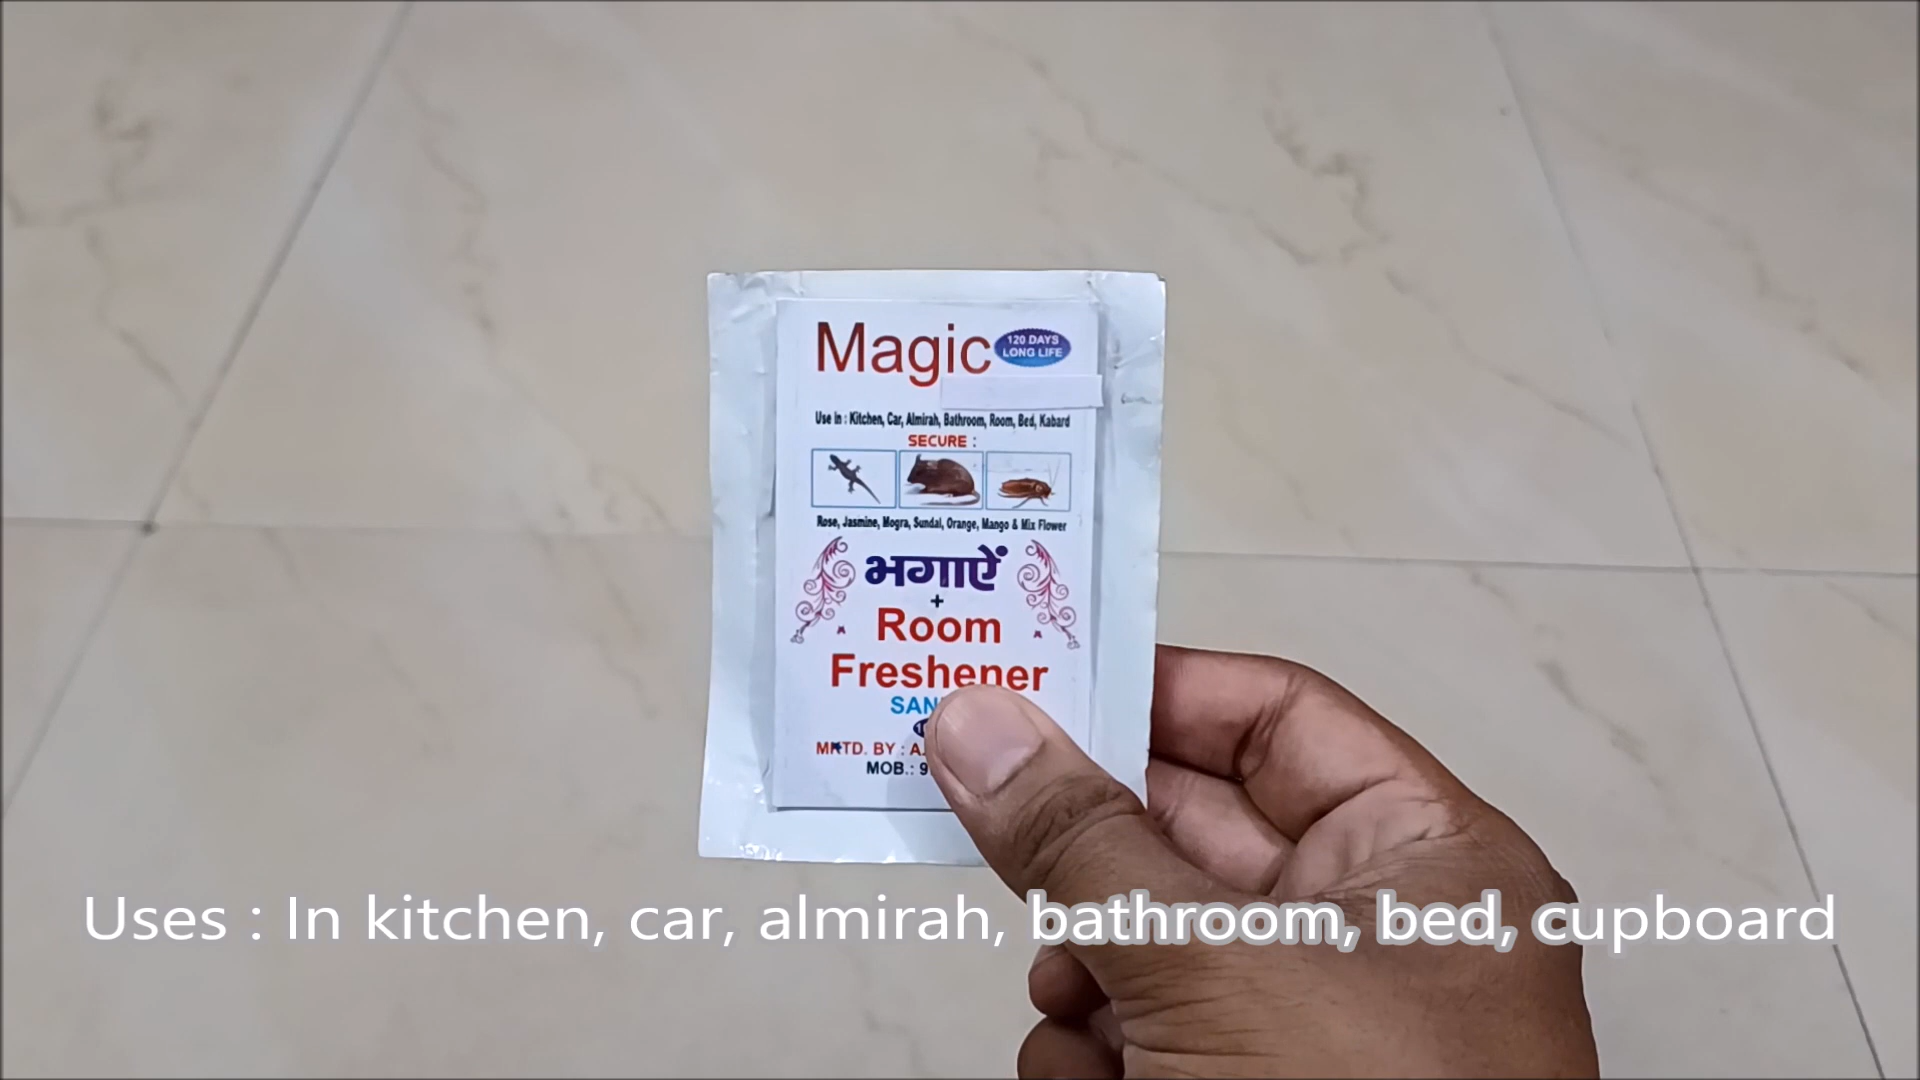 Magic
120 DAYS
LONG LIFE
Use in : Kitchen, Car, Almirah, Bathroom, Room, Bed, Kabard
SECURE :
Rose, Jasmine, Mogra, Sundal, Orange, Mango & Mix Flower
भगाऐं
+
Room
Freshener
MKTD. BY :
MOB.:
Uses : In kitchen, car, almirah, bathroom, bed, cupboard